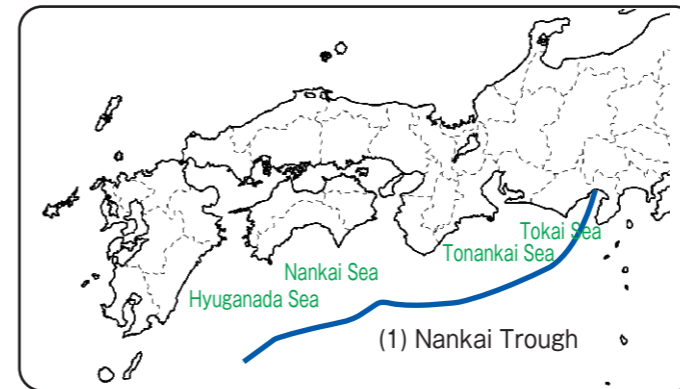 Tokai Sea
Tonankai Sea
Nankai Sea
Hyuganada Sea
(1) Nankai Trough